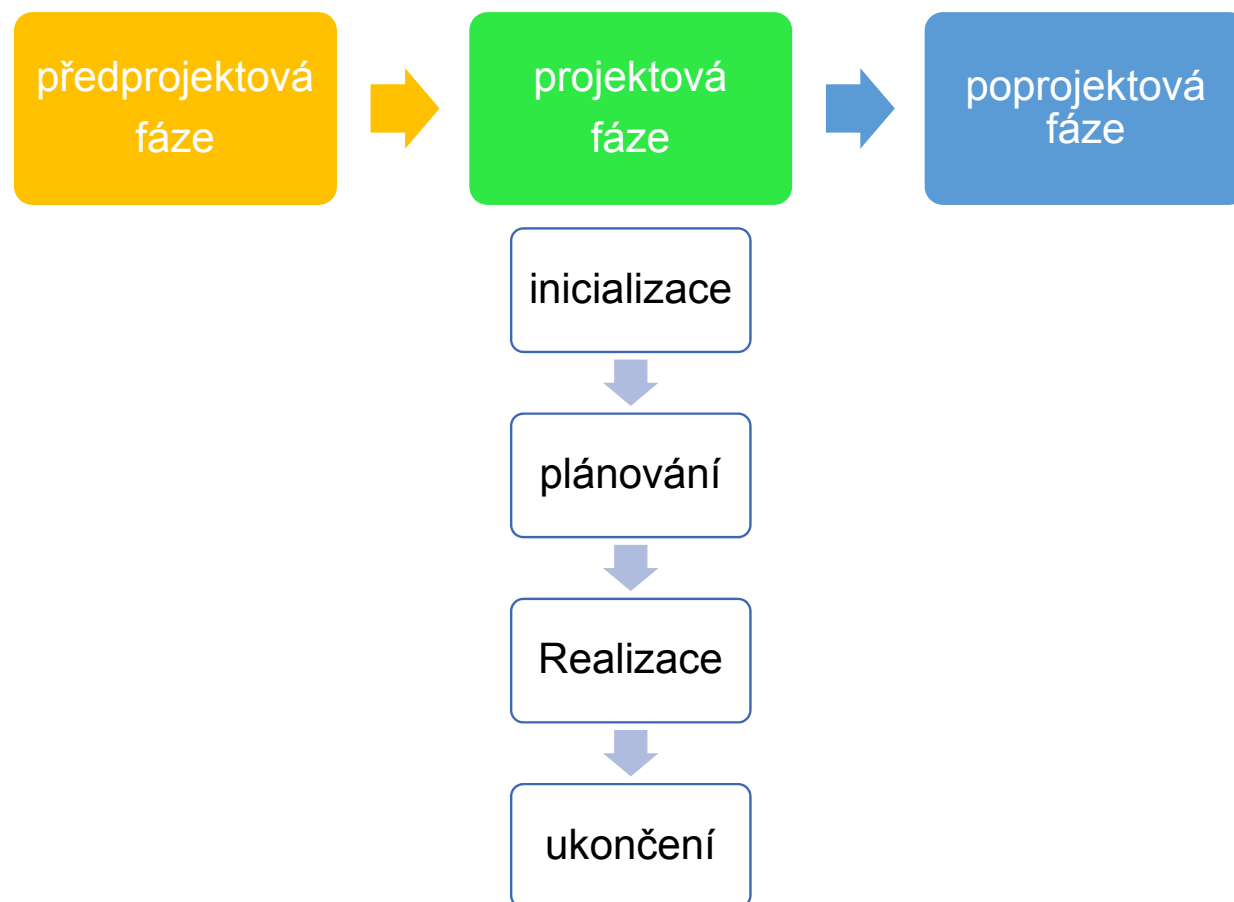 předprojektová
fáze
projektová
fáze
poprojektová
fáze
inicializace
plánování
Realizace
ukončení